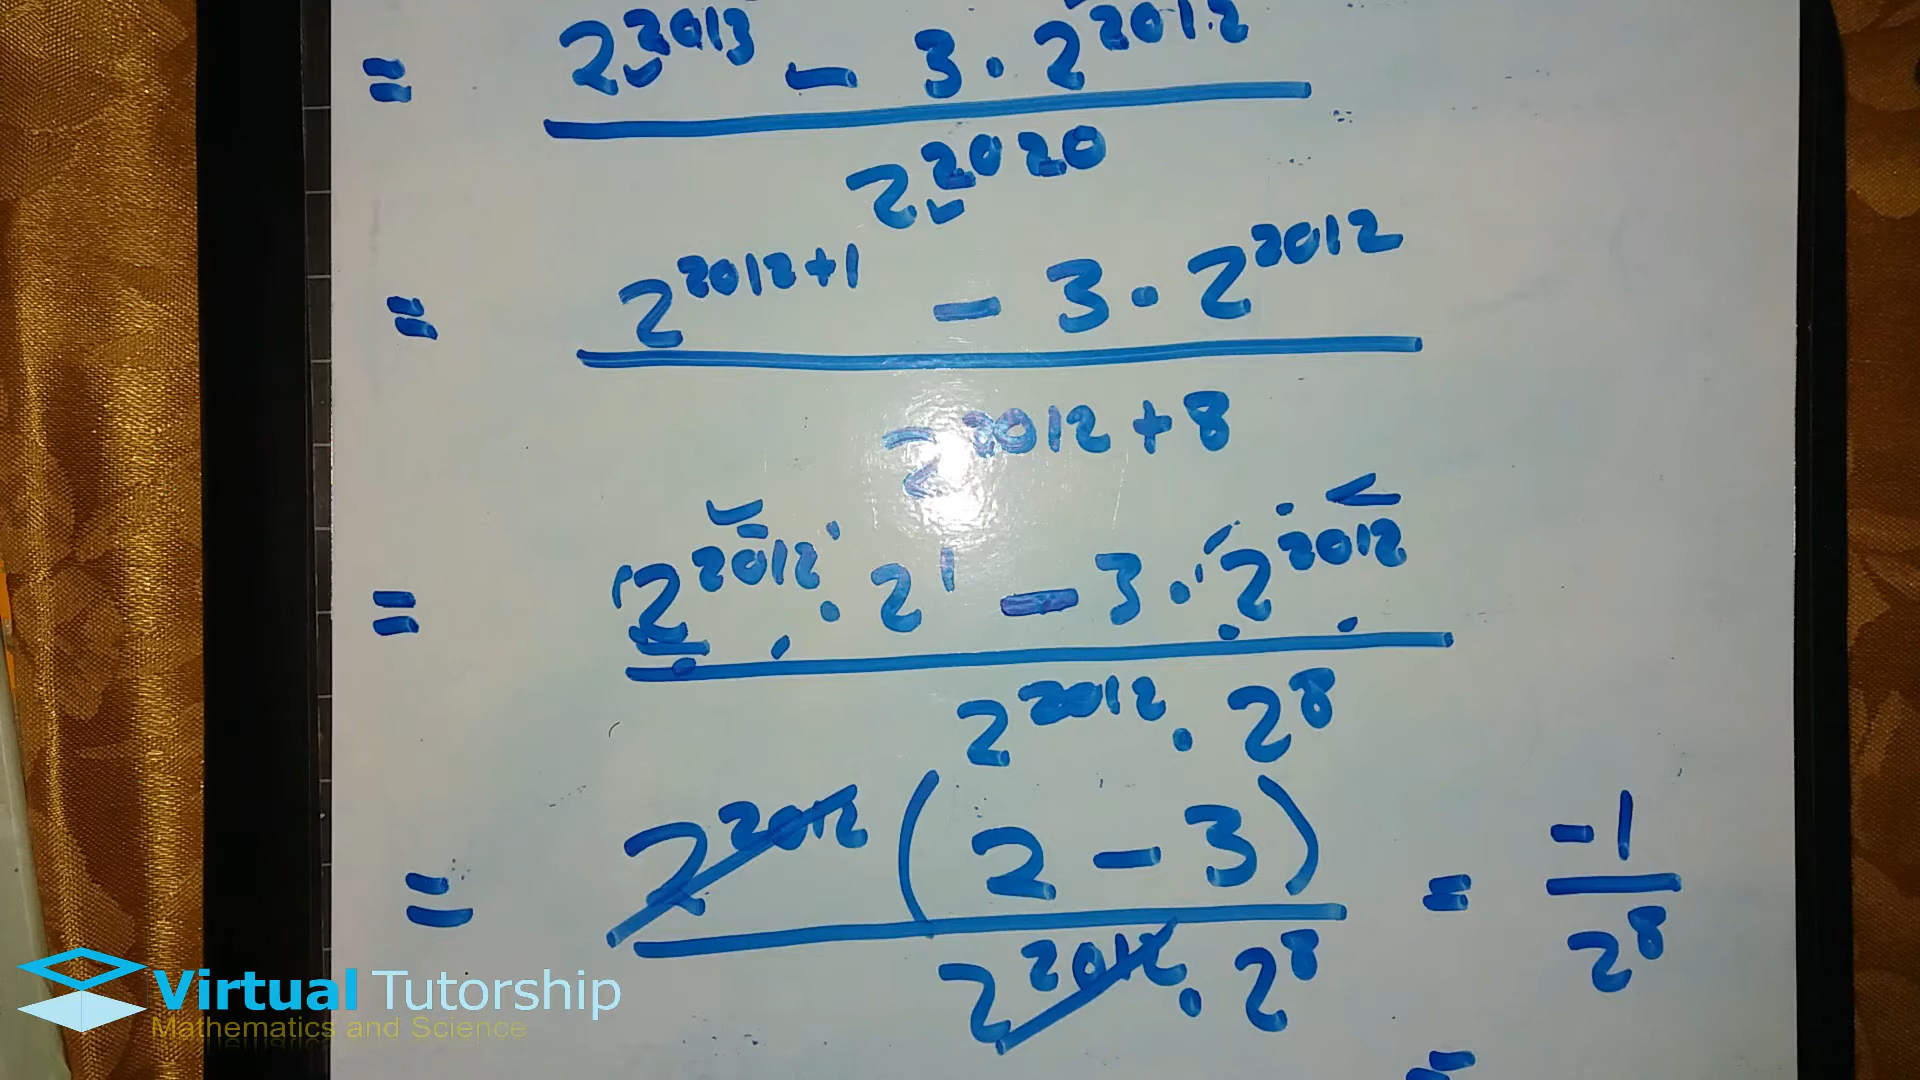 = 2^2013 - 3 · 2^2012
2^2020
= 2^2012+1 - 3 · 2^2012
2^2012+8
= 2^2012 · 2^1 - 3 · 2^2012
2^2012 · 2^8
= 2^2012 ( 2 - 3 ) = -1
2^2012 · 2^8 2^8
=
Virtual Tutorship
Mathematics and Science